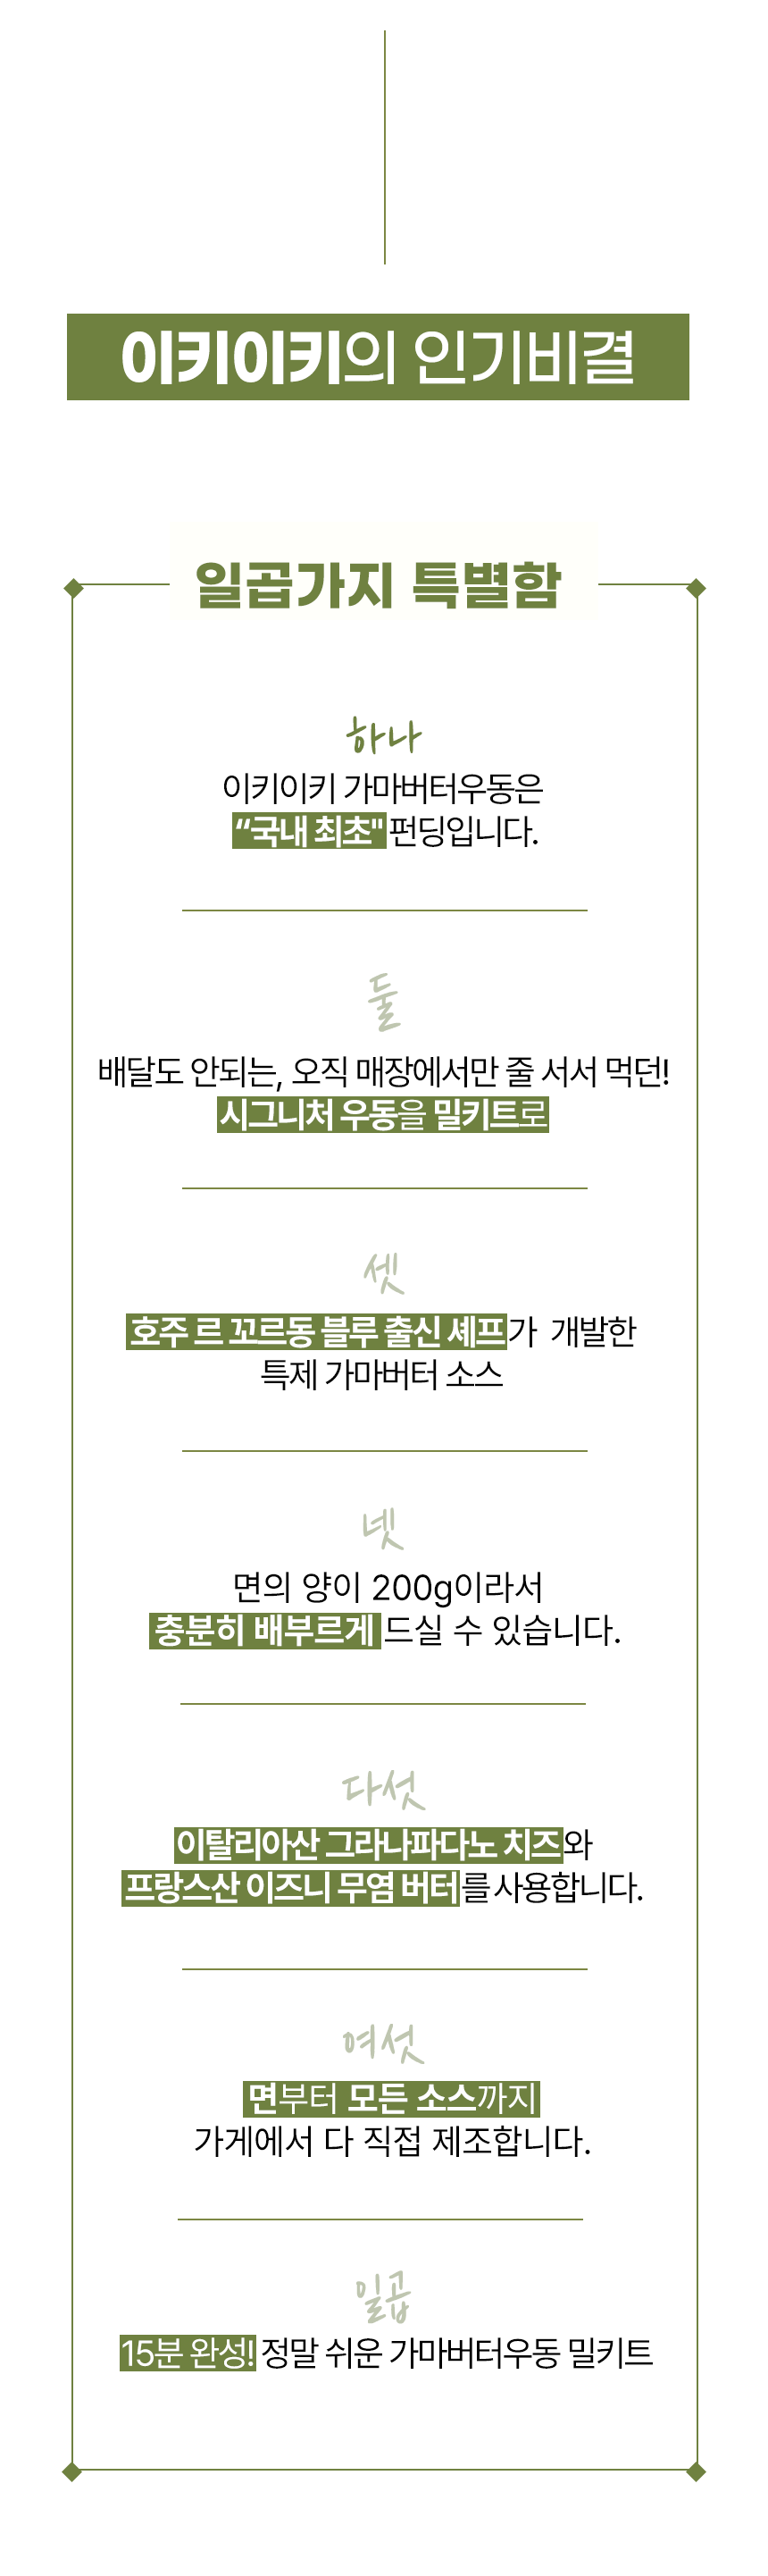 이키이키의 인기비결
일곱가지 특별함
하나
이키이키 가마버터우동은
“국내 최초" 펀딩입니다.
둘
배달도 안되는, 오직 매장에서만 줄 서서 먹던!
시그니처 우동을 밀키트로
셋
호주 르 꼬르동 블루 출신 셰프가 개발한
특제 가마버터 소스
넷
면의 양이 200g이라서
충분히 배부르게 드실 수 있습니다.
다섯
이탈리아산 그라나파다노 치즈와
프랑스산 이즈니 무염 버터를 사용합니다.
여섯
면부터 모든 소스까지
가게에서 다 직접 제조합니다.
일곱
15분 완성! 정말 쉬운 가마버터우동 밀키트